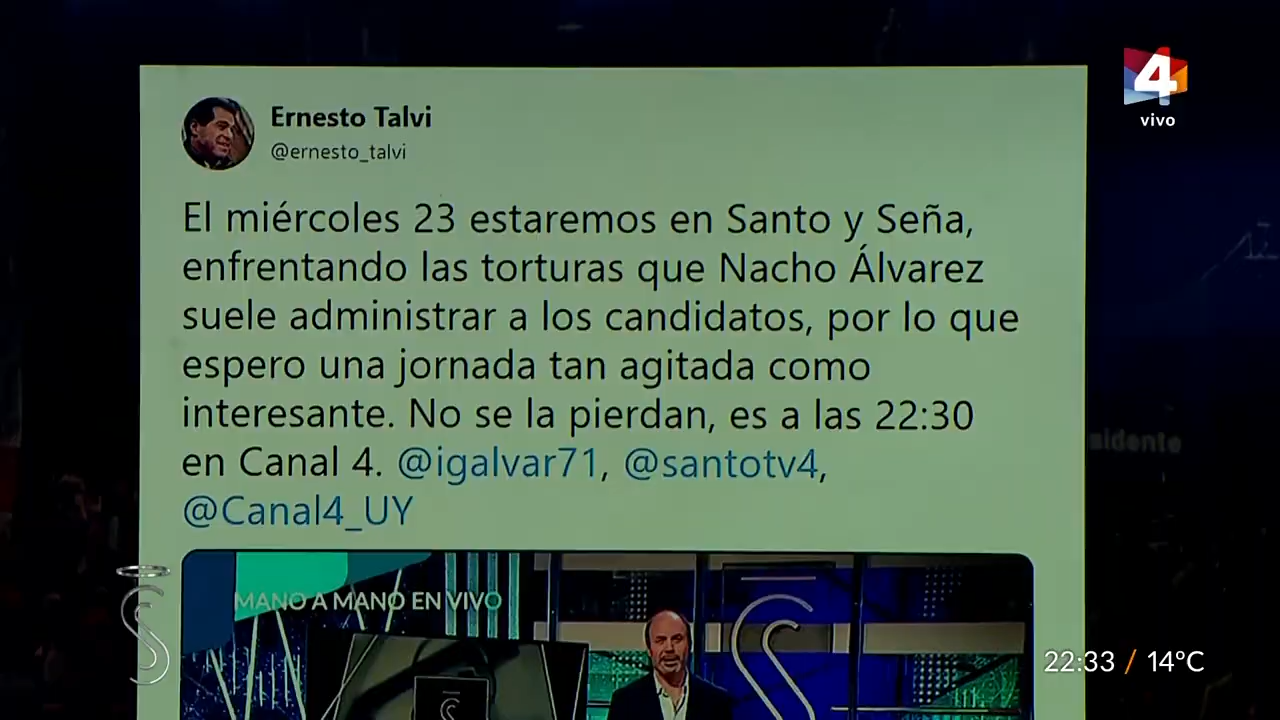 Ernesto Talvi
@ernesto_talvi
El miércoles 23 estaremos en Santo y Seña,
enfrentando las torturas que Nacho Álvarez
suele administrar a los candidatos, por lo que
espero una jornada tan agitada como
interesante. No se la pierdan, es a las 22:30
en Canal 4. @igalvar71, @santotv4,
@Canal4_UY
MANO A MANO EN VIVO
4
vivo
sidente
22:33 / 14°C